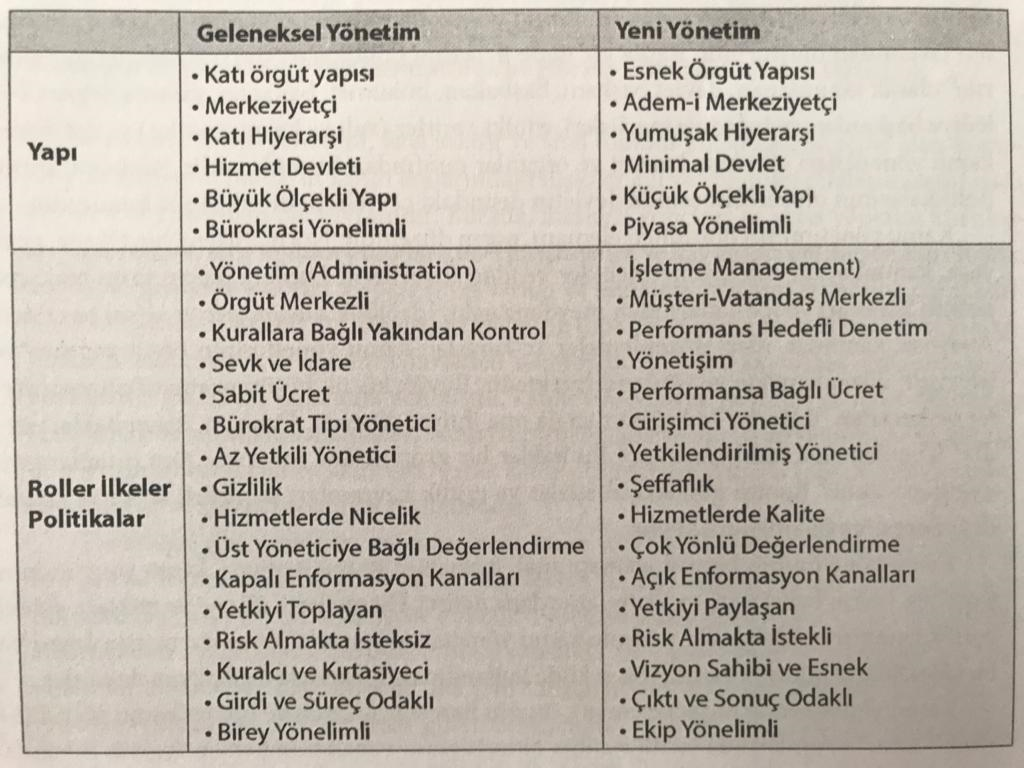 Geleneksel Yönetim Yeni Yönetim
Yapı
• Katı örgüt yapısı
• Merkeziyetçi
• Katı Hiyerarşi
• Hizmet Devleti
• Büyük Ölçekli Yapı
• Bürokrasi Yönelimli
• Esnek Örgüt Yapısı
• Adem-i Merkeziyetçi
• Yumuşak Hiyerarşi
• Minimal Devlet
• Küçük Ölçekli Yapı
• Piyasa Yönelimli
Roller İlkeler
Politikalar
• Yönetim (Administration)
• Örgüt Merkezli
• Kurallara Bağlı Yakından Kontrol
• Sevk ve İdare
• Sabit Ücret
• Bürokrat Tipi Yönetici
• Az Yetkili Yönetici
• Gizlilik
• Hizmetlerde Nicelik
• Üst Yöneticiye Bağlı Değerlendirme
• Kapalı Enformasyon Kanalları
• Yetkiyi Toplayan
• Risk Almakta İsteksiz
• Kuralcı ve Kırtasiyeci
• Girdi ve Süreç Odaklı
• Birey Yönelimli
• İşletme Management)
• Müşteri-Vatandaş Merkezli
• Performans Hedefli Denetim
• Yönetişim
• Performansa Bağlı Ücret
• Girişimci Yönetici
• Yetkilendirilmiş Yönetici
• Şeffaflık
• Hizmetlerde Kalite
• Çok Yönlü Değerlendirme
• Açık Enformasyon Kanalları
• Yetkiyi Paylaşan
• Risk Almakta İstekli
• Vizyon Sahibi ve Esnek
• Çıktı ve Sonuç Odaklı
• Ekip Yönelimli